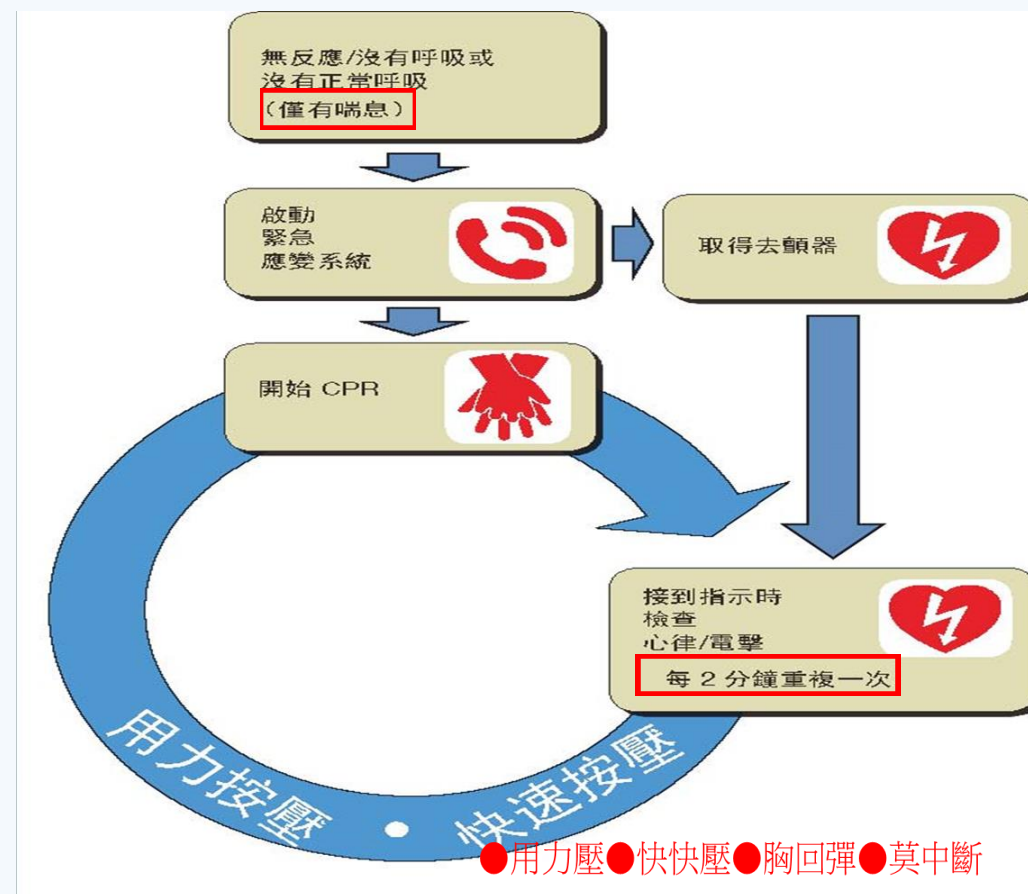 無反應/沒有呼吸或
沒有正常呼吸
(僅有喘息)
啟動
緊急
應變系統
取得去顫器
開始 CPR
接到指示時
檢查
心律/電擊
每 2 分鐘重複一次
用力按壓 • 快速按壓
●用力壓●快快壓●胸回彈●莫中斷